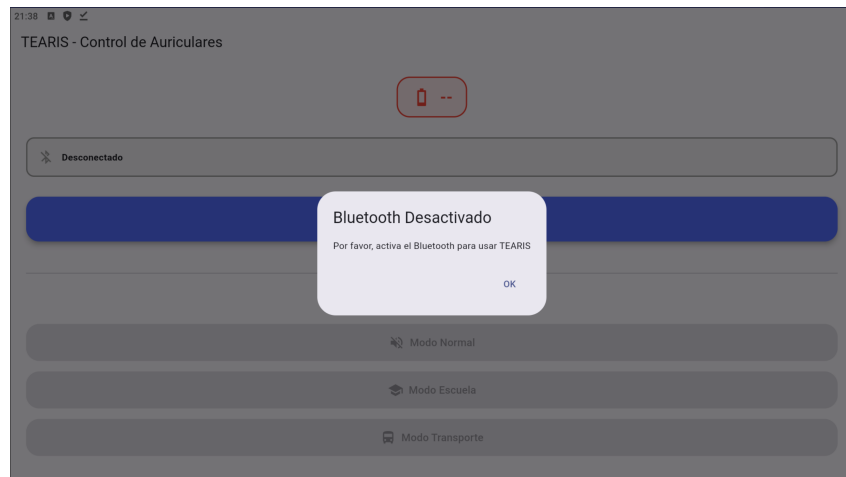 21:38
TEARIS - Control de Auriculares
--
Desconectado
Bluetooth Desactivado
Por favor, activa el Bluetooth para usar TEARIS
OK
Modo Normal
Modo Escuela
Modo Transporte